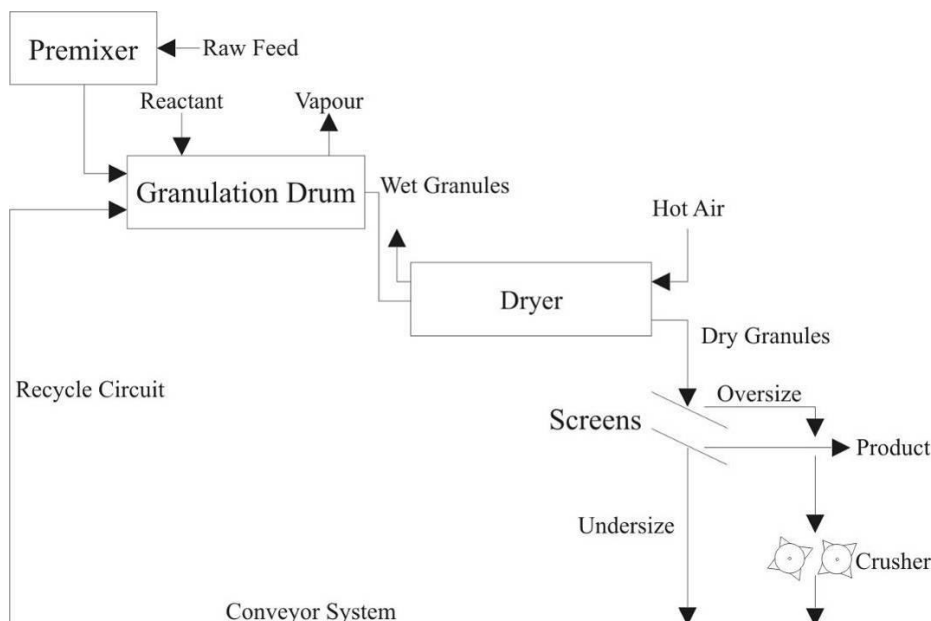 Premixer
Raw Feed
Reactant
Vapour
Granulation Drum
Wet Granules
Hot Air
Dryer
Dry Granules
Recycle Circuit
Oversize
Screens
Product
Undersize
Crusher
Conveyor System